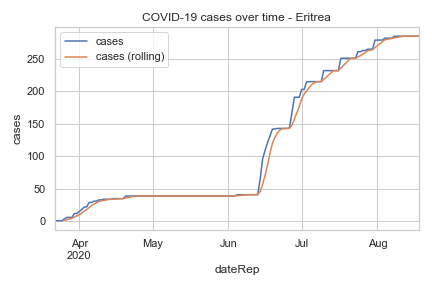 COVID-19 cases over time - Eritrea
cases
cases (rolling)
250
200
150
100
50
0
cases
Apr
2020
May
Jun
Jul
Aug
dateRep